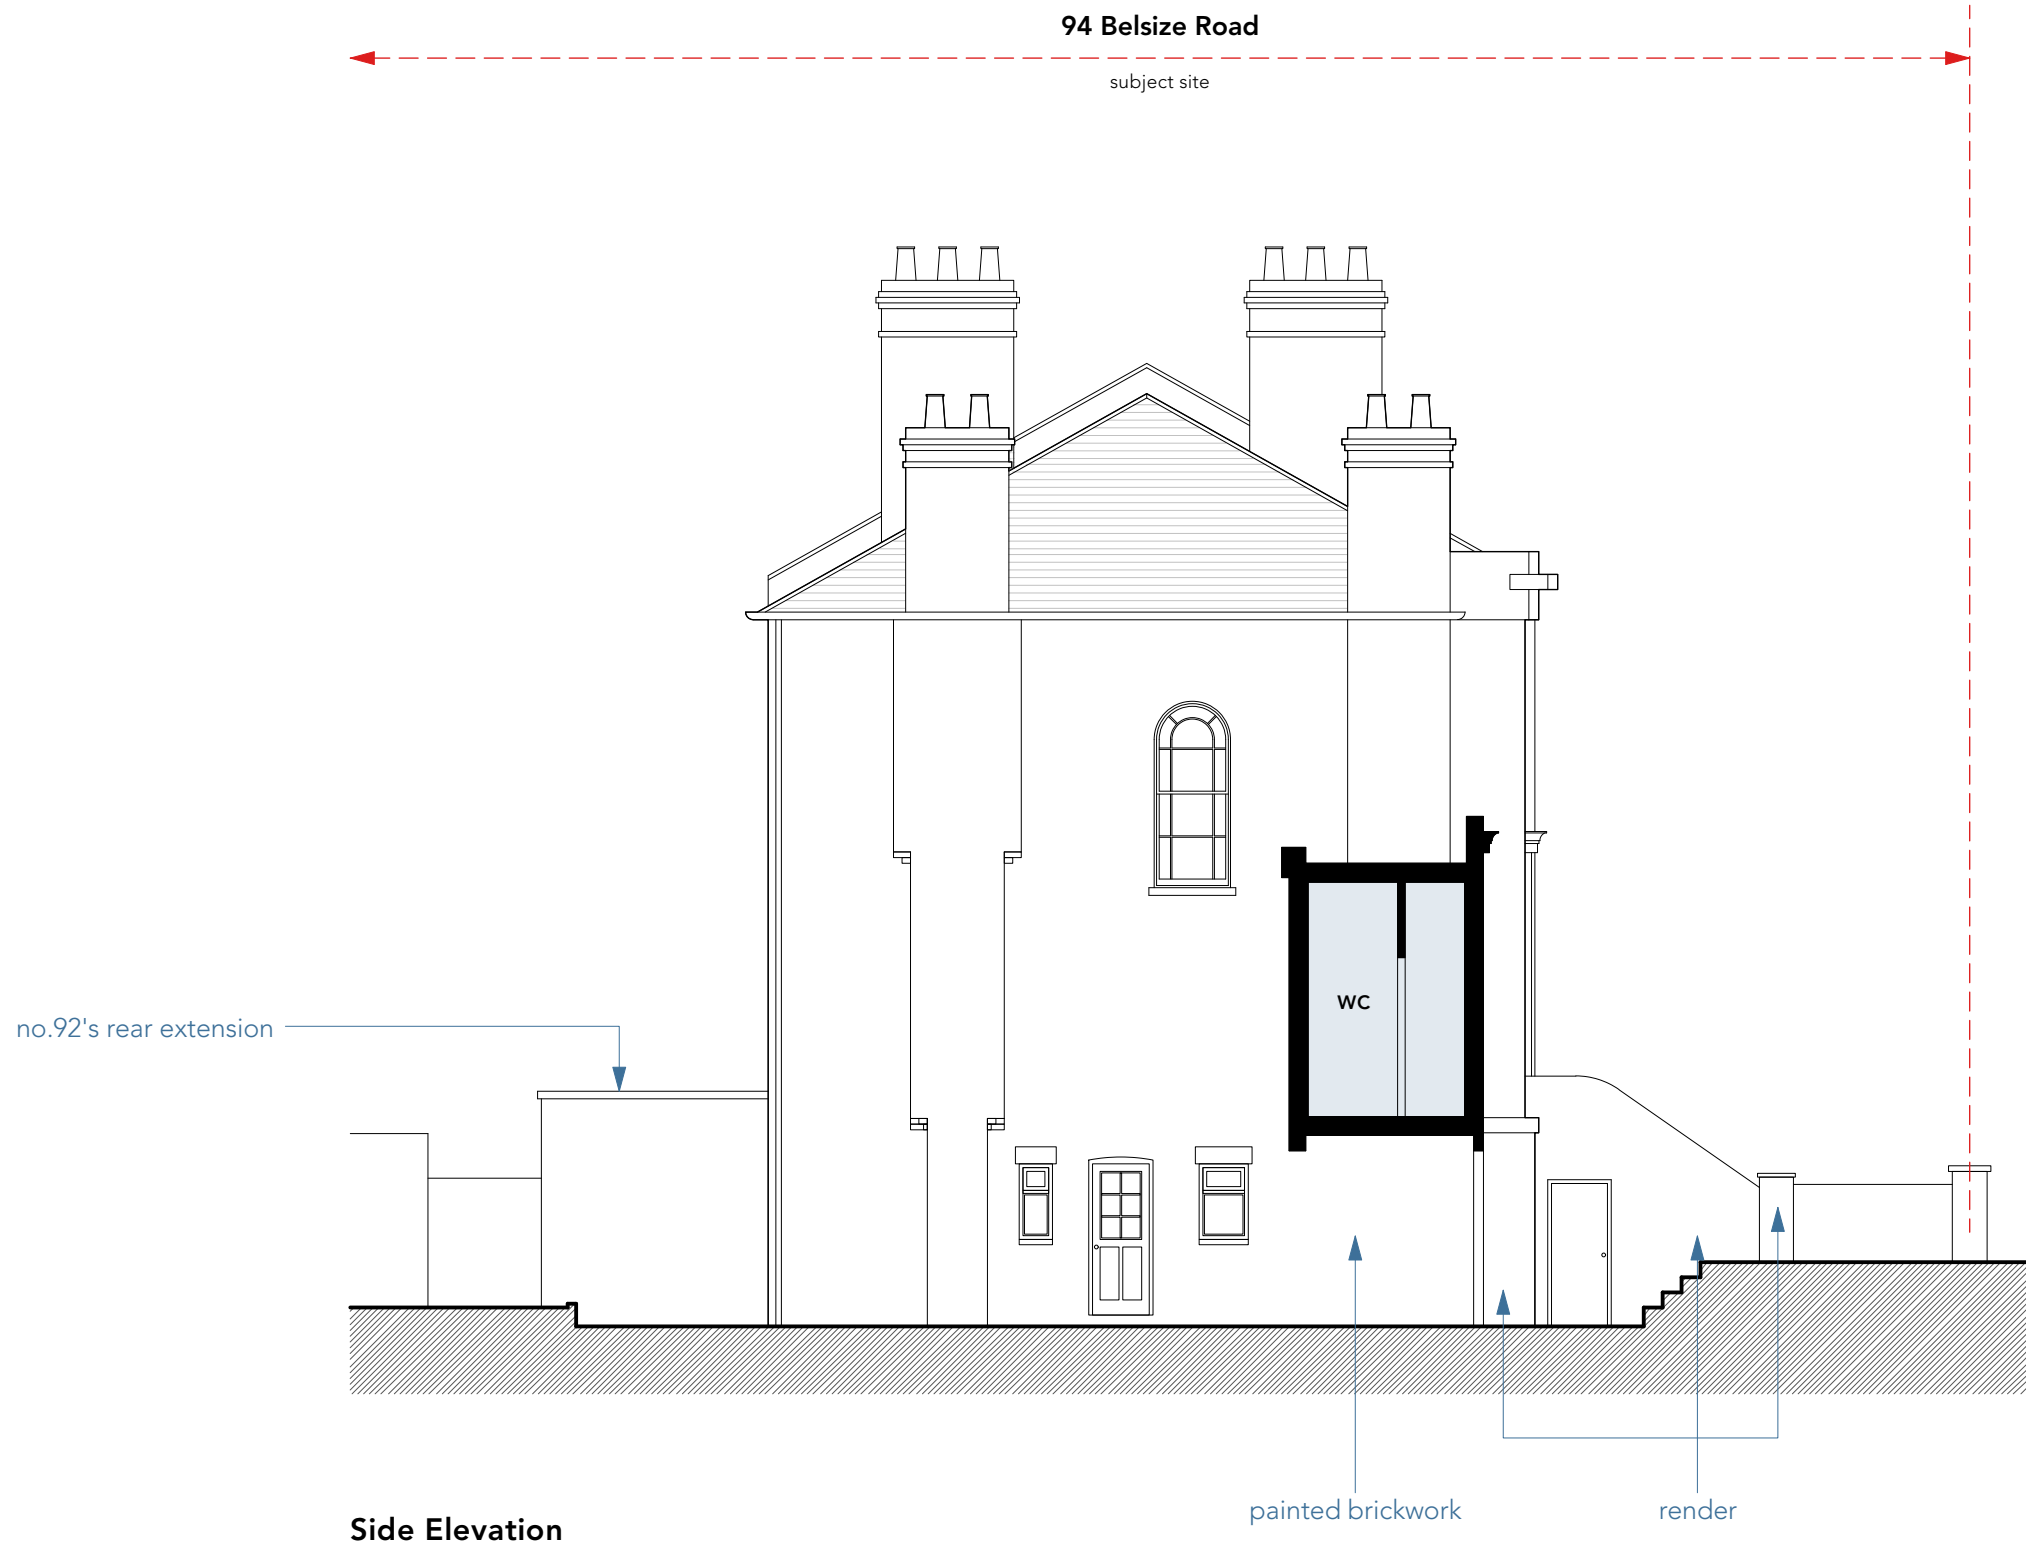 94 Belsize Road
subject site
WC
no.92's rear extension
painted brickwork
render
Side Elevation